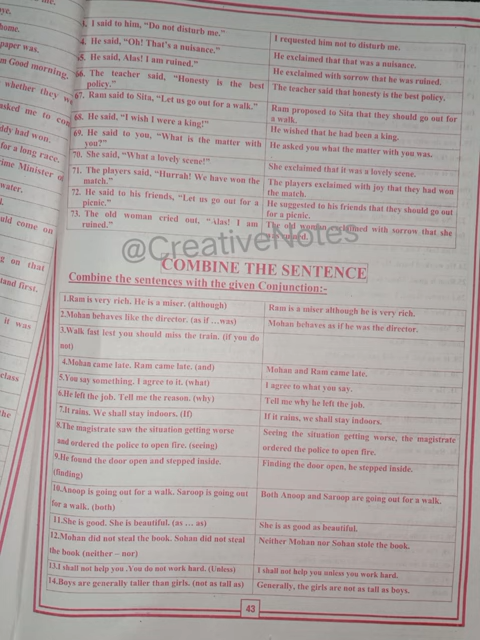 me.
bye.
home.
paper was.
m Good morning,
whether they w
asked me to con
ddy had won.
for a long race.
rime Minister o
water.
uld come on
g on that
tand first.
it was
class
the
3. I said to him, "Do not disturb me."
I requested him not to disturb me.
4. He said, "Oh! That's a nuisance."
He exclaimed that that was a nuisance.
5. He said, Alas! I am ruined."
He exclaimed with sorrow that he was ruined.
66. The teacher said, "Honesty is the best
policy."
The teacher said that honesty is the best policy.
67. Ram said to Sita, "Let us go out for a walk."
Ram proposed to Sita that they should go out for
a walk.
68. He said, "I wish I were a king!"
He wished that he had been a king.
69. He said to you, "What is the matter with
you?"
He asked you what the matter with you was.
70. She said, "What a lovely scene!"
She exclaimed that it was a lovely scene.
71. The players said, "Hurrah! We have won the
match."
The players exclaimed with joy that they had won
the match.
72. He said to his friends, "Let us go out for a
picnic."
He suggested to his friends that they should go out
for a picnic.
73. The old woman cried out, "Alas! I am
ruined."
The old woman exclaimed with sorrow that she
was ruined.
@CreativeNotes
COMBINE THE SENTENCE
Combine the sentences with the given Conjunction:-
1.Ram is very rich. He is a miser. (although)
Ram is a miser although he is very rich.
2.Mohan behaves like the director. (as if …was)
Mohan behaves as if he was the director.
3.Walk fast lest you should miss the train. (if you do
not)
4.Mohan came late. Ram came late. (and)
Mohan and Ram came late.
5.You say something. I agree to it. (what)
I agree to what you say.
6.He left the job. Tell me the reason. (why)
Tell me why he left the job.
7.It rains. We shall stay indoors. (If)
If it rains, we shall stay indoors.
8.The magistrate saw the situation getting worse
and ordered the police to open fire. (seeing)
Seeing the situation getting worse, the magistrate
ordered the police to open fire.
9.He found the door open and stepped inside.
(finding)
Finding the door open, he stepped inside.
10.Anoop is going out for a walk. Saroop is going out
for a walk. (both)
Both Anoop and Saroop are going out for a walk.
11.She is good. She is beautiful. (as … as)
She is as good as beautiful.
12.Mohan did not steal the book. Sohan did not steal
the book (neither – nor)
Neither Mohan nor Sohan stole the book.
13.I shall not help you .You do not work hard. (Unless)
I shall not help you unless you work hard.
14.Boys are generally taller than girls. (not as tall as)
Generally, the girls are not as tall as boys.
43